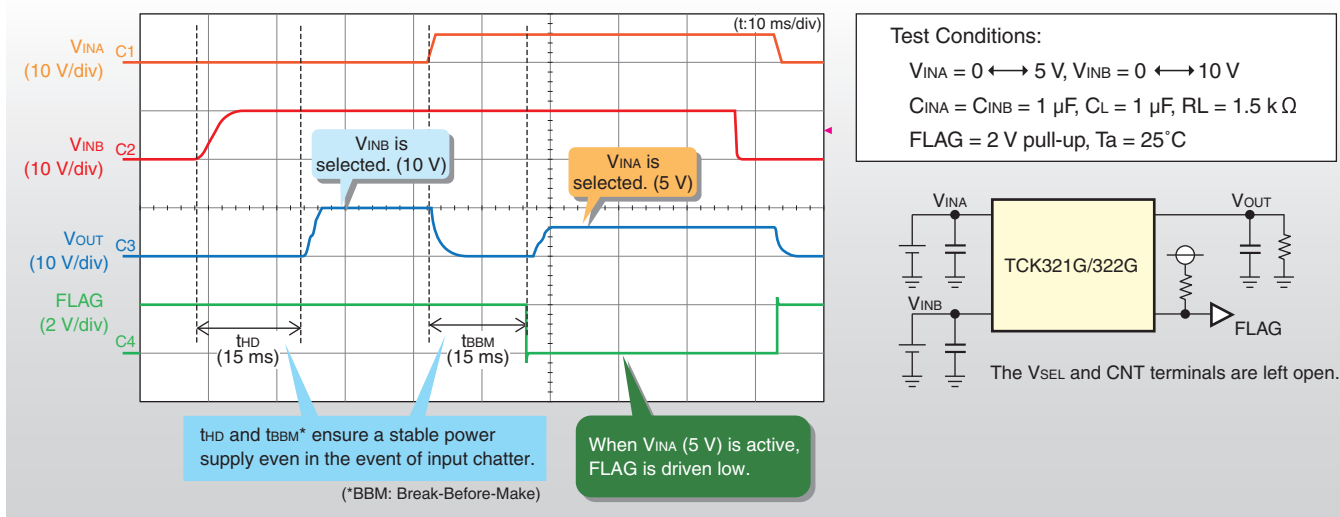 (t:10 ms/div)
VINA C1
(10 V/div)
VINB C2
(10 V/div)
VINB is
selected. (10 V)
VINA is
selected. (5 V)
VOUT C3
(10 V/div)
FLAG
(2 V/div)
C4
tHD
(15 ms)
tBBM
(15 ms)
tHD and tBBM* ensure a stable power
supply even in the event of input chatter.
(*BBM: Break-Before-Make)
When VINA (5 V) is active,
FLAG is driven low.
Test Conditions:
VINA = 0 ⟷ 5 V, VINB = 0 ⟷ 10 V
CINA = CINB = 1 µF, CL = 1 µF, RL = 1.5 k Ω
FLAG = 2 V pull-up, Ta = 25°C
VINA
VOUT
TCK321G/322G
VINB
FLAG
The VSEL and CNT terminals are left open.